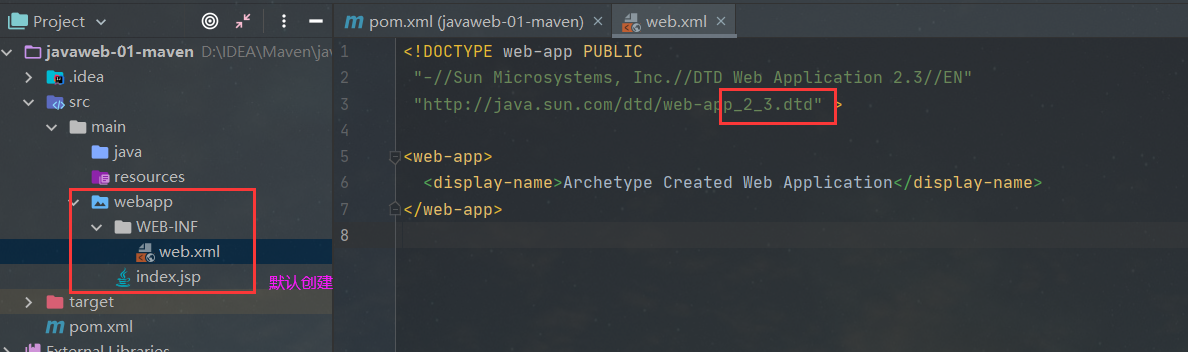 Project
javaweb-01-maven D:\IDEA\Maven\jav
.idea
src
main
java
resources
webapp
WEB-INF
web.xml
index.jsp
默认创建
target
pom.xml
External Libraries
pom.xml (javaweb-01-maven)
web.xml
1 <!DOCTYPE web-app PUBLIC
2 "-//Sun Microsystems, Inc.//DTD Web Application 2.3//EN"
3 "http://java.sun.com/dtd/web-app_2_3.dtd" >
4
5 <web-app>
6 <display-name>Archetype Created Web Application</display-name>
7 </web-app>
8